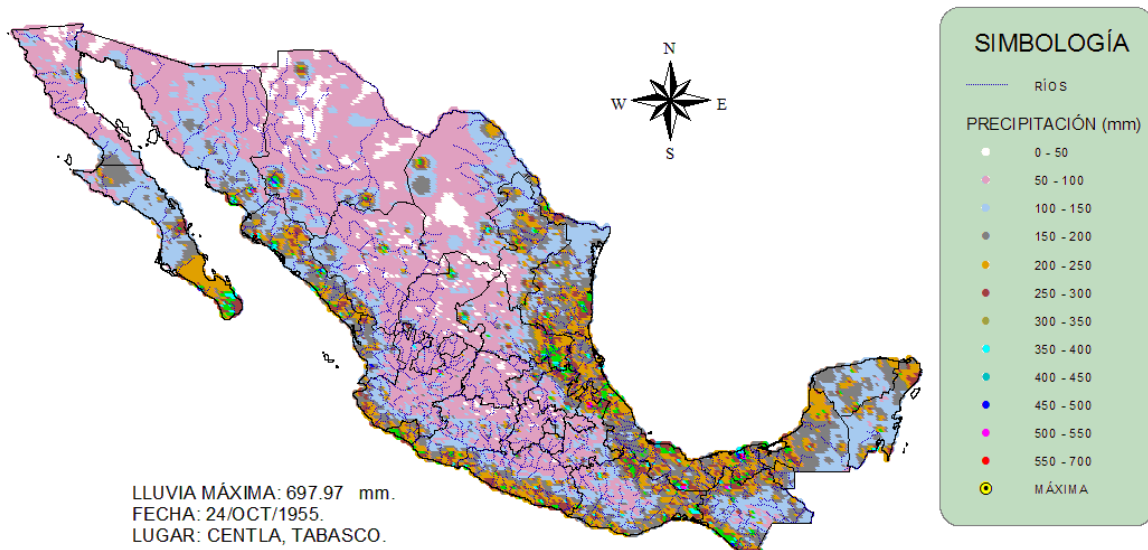 N
W
E
S
SIMBOLOGÍA
RÍOS
PRECIPITACIÓN (mm)
0 - 50
50 - 100
100 - 150
150 - 200
200 - 250
250 - 300
300 - 350
350 - 400
400 - 450
450 - 500
500 - 550
550 - 700
MÁXIMA
LLUVIA MÁXIMA: 697.97 mm.
FECHA: 24/OCT/1955.
LUGAR: CENTLA, TABASCO.